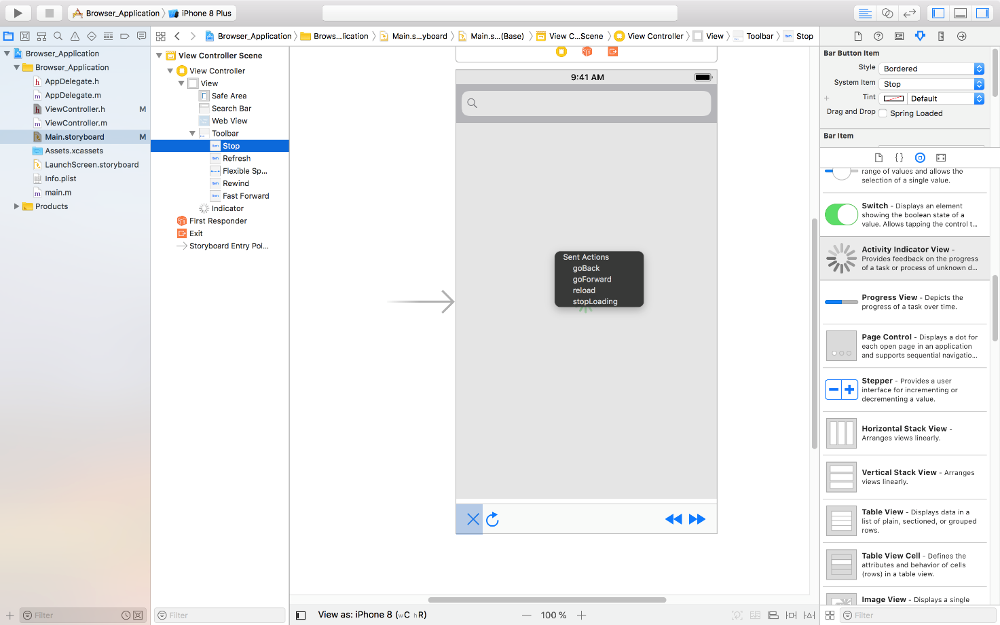 Browser_Application
iPhone 8 Plus
Browser_Application
Brows...lication
Main.s...yboard
Main.s...(Base)
View C...Scene
View Controller
View
Toolbar
Stop
Browser_Application
Browser_Application
AppDelegate.h
AppDelegate.m
ViewController.h M
ViewController.m
Main.storyboard M
Assets.xcassets
LaunchScreen.storyboard
Info.plist
main.m
Products
Filter
View Controller Scene
View Controller
View
Safe Area
Search Bar
Web View
Toolbar
Stop
Refresh
Flexible Sp...
Rewind
Fast Forward
Indicator
First Responder
Exit
Storyboard Entry Poi...
Filter
9:41 AM
Sent Actions
goBack
goForward
reload
stopLoading
View as: iPhone 8 (wC hR)
100 %
Bar Button Item
Style Bordered
System Item Stop
Tint Default
Drag and Drop Spring Loaded
Bar Item
range of values and allows the
selection of a single value.
Switch - Displays an element
showing the boolean state of a
value. Allows tapping the control t...
Activity Indicator View -
Provides feedback on the progress
of a task or process of unknown d...
Progress View - Depicts the
progress of a task over time.
Page Control - Displays a dot for
each open page in an application
and supports sequential navigatio...
Stepper - Provides a user
interface for incrementing or
decrementing a value.
Horizontal Stack View -
Arranges views linearly.
Vertical Stack View - Arranges
views linearly.
Table View - Displays data in a
list of plain, sectioned, or grouped
rows.
Table View Cell - Defines the
attributes and behavior of cells
(rows) in a table view.
Image View - Displays a single
Filter